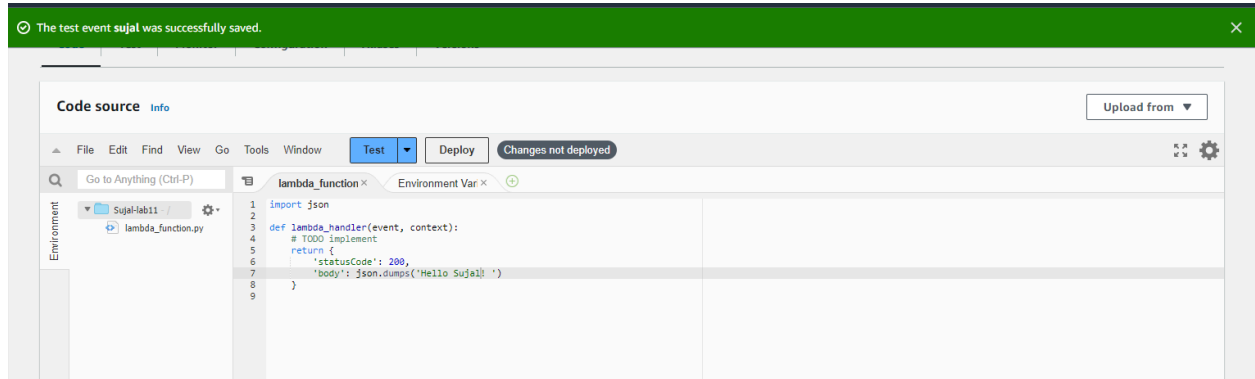 The test event sujal was successfully saved.
Code source Info
Upload from
File Edit Find View Go Tools Window Test Deploy Changes not deployed
Go to Anything (Ctrl-P)
lambda_function Environment Var
Environment
Sujal-lab11 - /
lambda_function.py
1 import json
2
3 def lambda_handler(event, context):
4 # TODO implement
5 return {
6 'statusCode': 200,
7 'body': json.dumps('Hello Sujal! ')
8 }
9